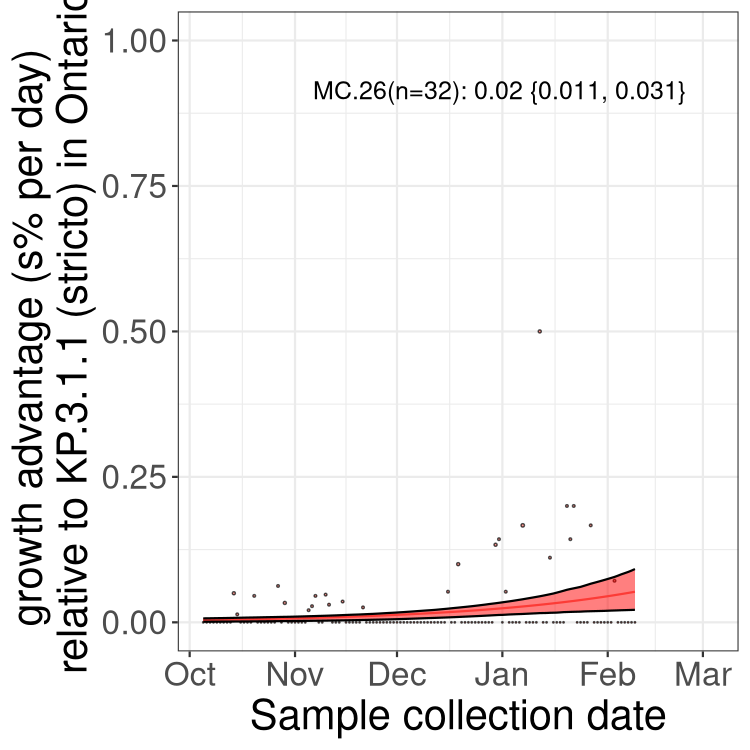 growth advantage (s% per day)
relative to KP.3.1.1 (stricto) in Ontario
1.00
0.75
0.50
0.25
0.00
MC.26(n=32): 0.02 {0.011, 0.031}
Oct Nov Dec Jan Feb Mar
Sample collection date